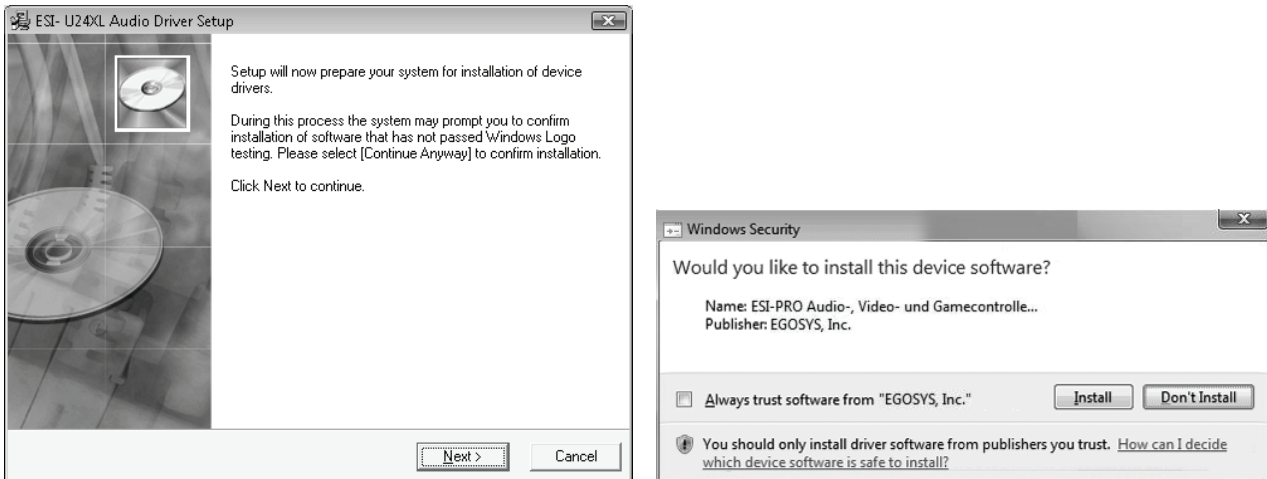 ESI- U24XL Audio Driver Setup
Setup will now prepare your system for installation of device
drivers.
During this process the system may prompt you to confirm
installation of software that has not passed Windows Logo
testing. Please select [Continue Anyway] to confirm installation.
Click Next to continue.
Next >
Cancel
Windows Security
Would you like to install this device software?
Name: ESI-PRO Audio-, Video- und Gamecontrolle...
Publisher: EGOSYS, Inc.
Always trust software from "EGOSYS, Inc."
Install
Don't Install
You should only install driver software from publishers you trust. How can I decide
which device software is safe to install?